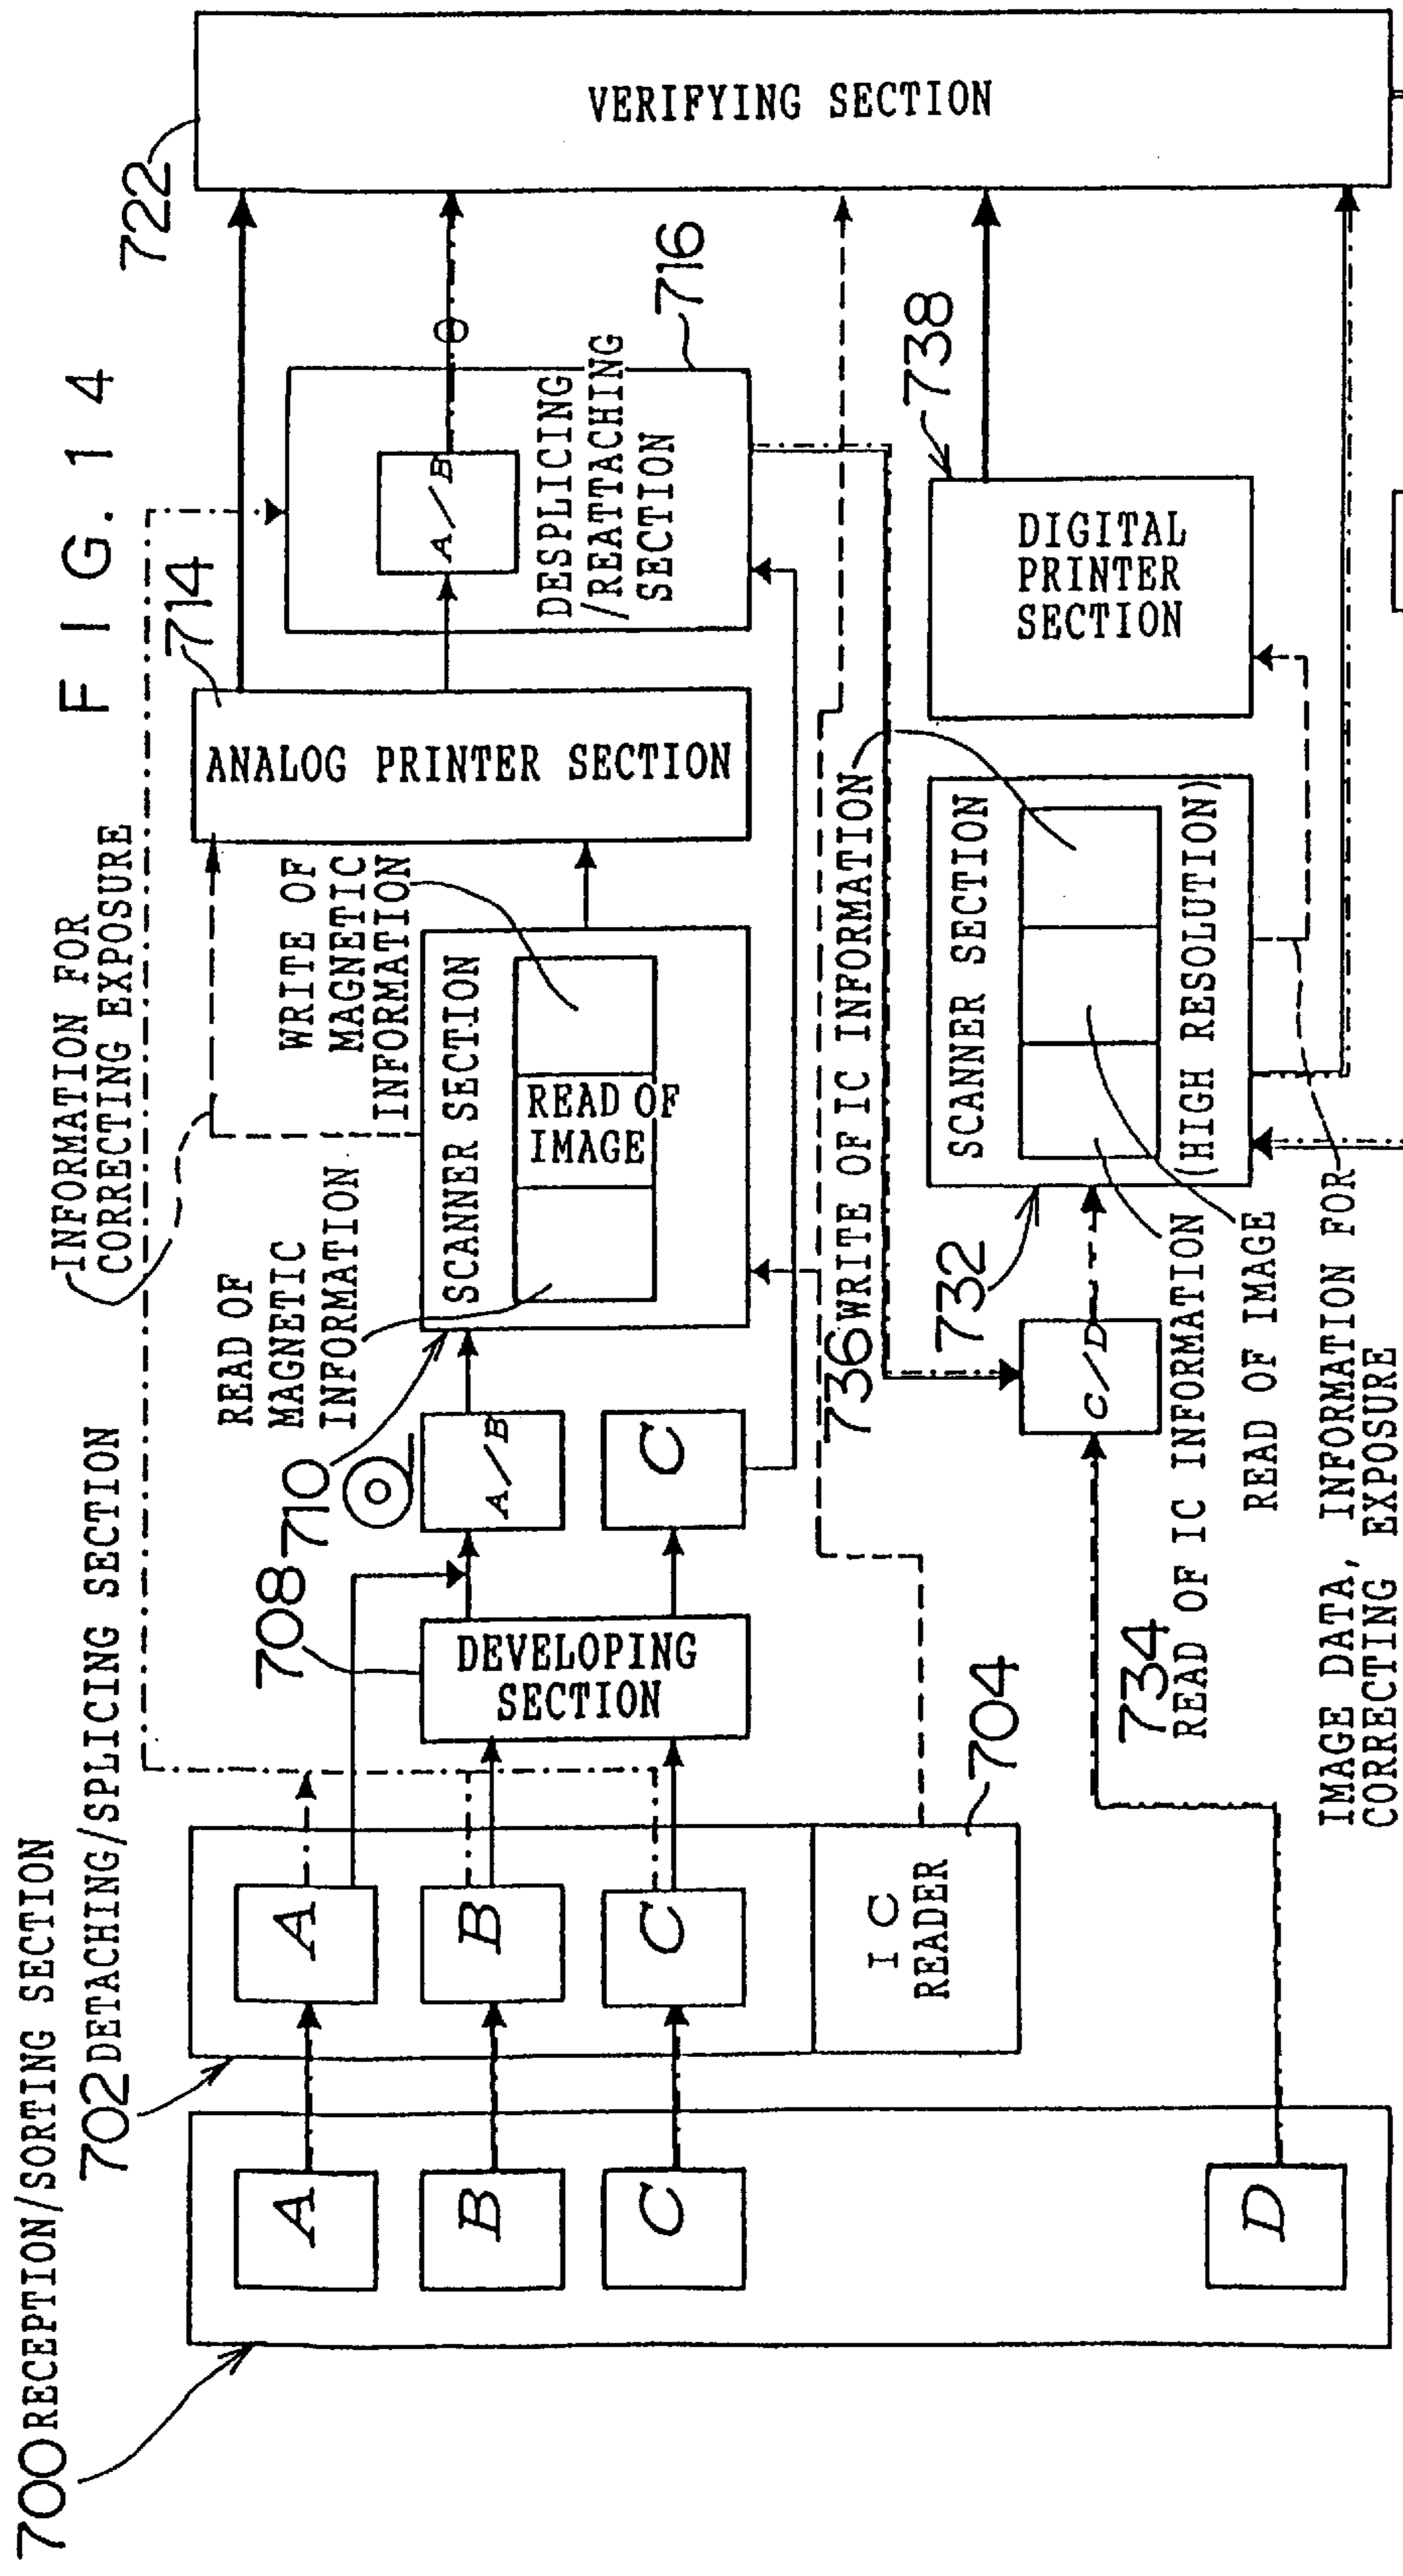 F I G. 1 4
700 RECEPTION/SORTING SECTION
702 DETACHING/SPLICING SECTION
INFORMATION FOR
CORRECTING EXPOSURE
722
714
A
B
C
D
A
B
C
I C
READER
704
708
DEVELOPING
SECTION
710
A/B
C
READ OF
MAGNETIC
INFORMATION
WRITE OF
MAGNETIC
INFORMATION
SCANNER SECTION
READ OF
IMAGE
ANALOG PRINTER SECTION
A/B
DESPLICING
/REATTACHING
SECTION
716
VERIFYING SECTION
736 WRITE OF IC INFORMATION
732
C/D
SCANNER SECTION
(HIGH RESOLUTION)
738
DIGITAL
PRINTER
SECTION
734
READ OF IC INFORMATION
READ OF IMAGE
IMAGE DATA, INFORMATION FOR
CORRECTING EXPOSURE